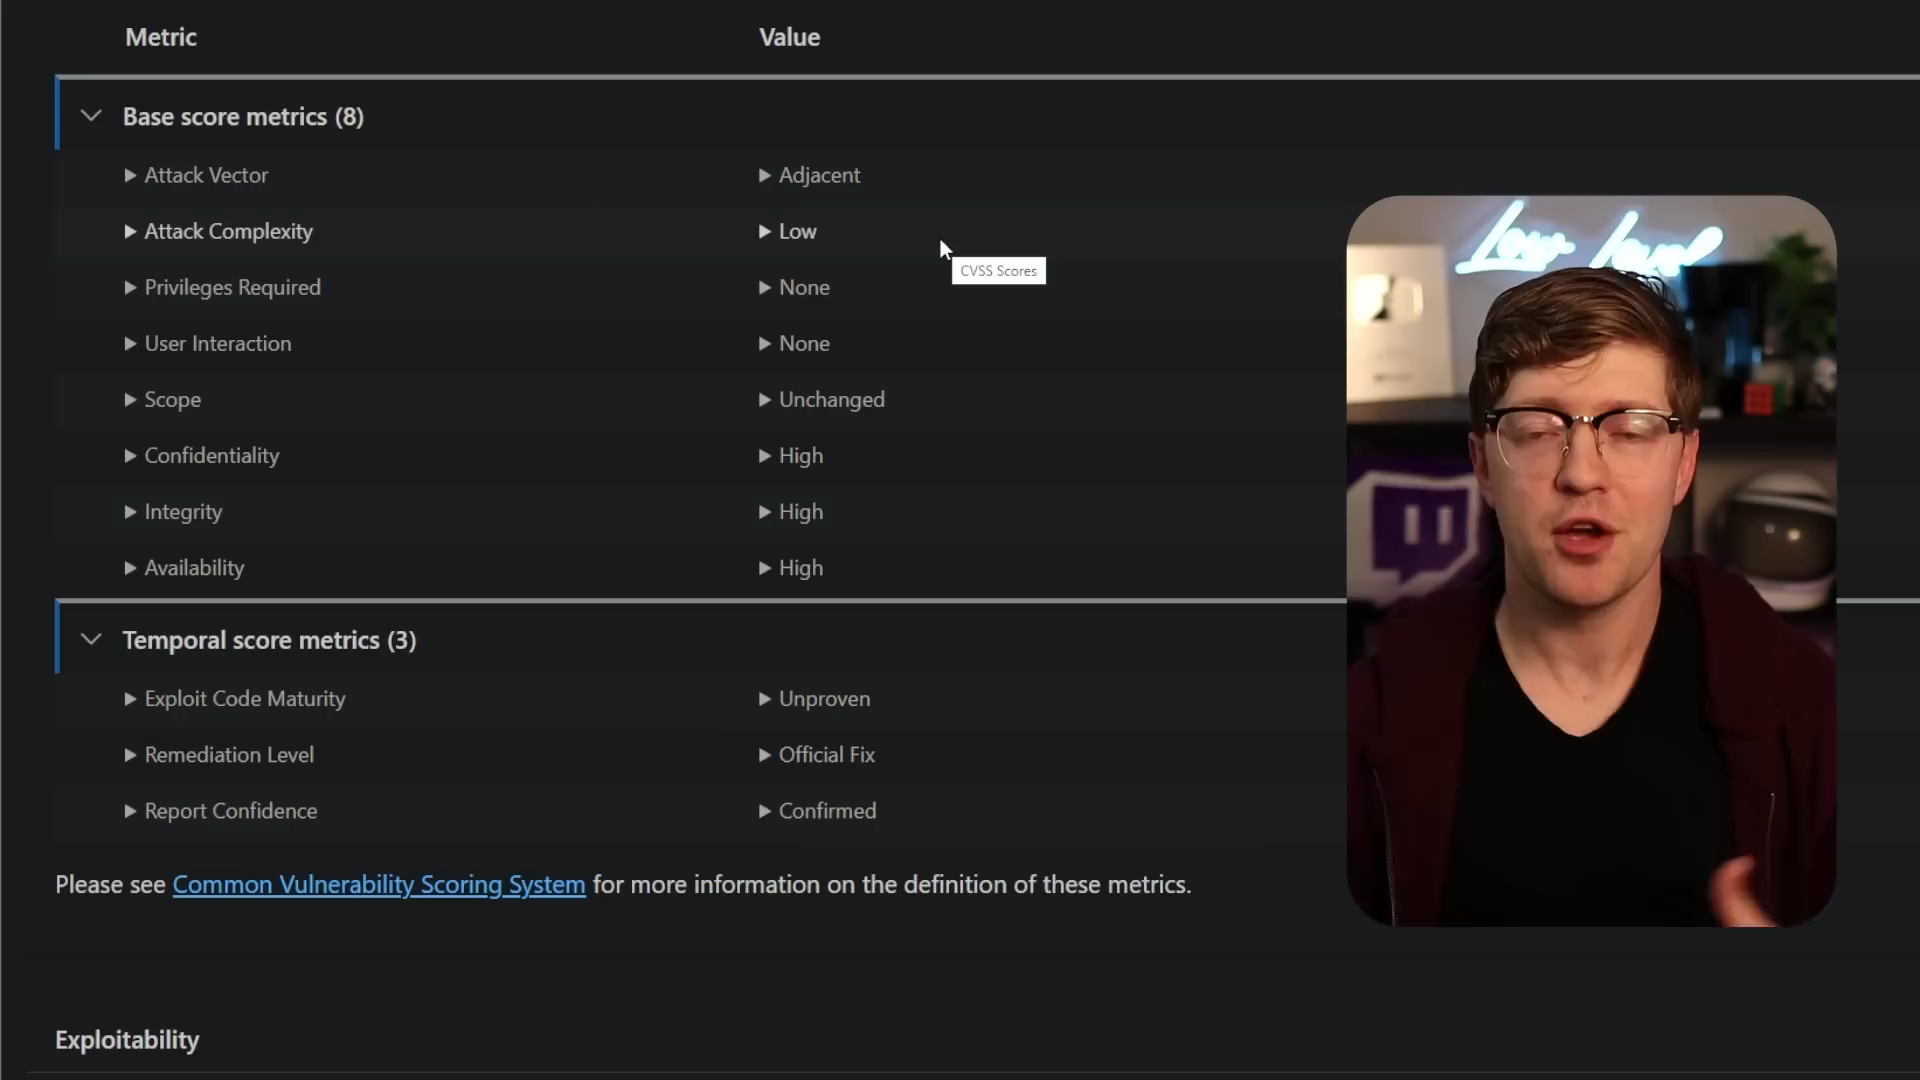 Metric Value
Base score metrics (8)
Attack Vector Adjacent
Attack Complexity Low
CVSS Scores
Privileges Required None
User Interaction None
Scope Unchanged
Confidentiality High
Integrity High
Availability High
Temporal score metrics (3)
Exploit Code Maturity Unproven
Remediation Level Official Fix
Report Confidence Confirmed
Please see Common Vulnerability Scoring System for more information on the definition of these metrics.
Exploitability
Low level